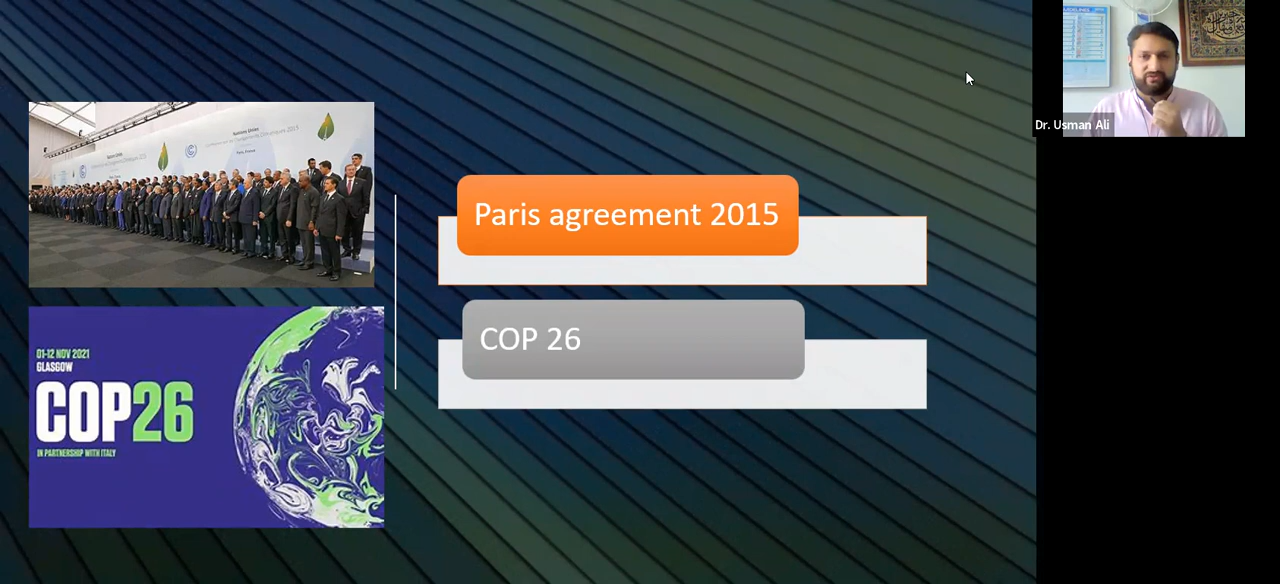 Paris agreement 2015
COP 26
01-12 NOV 2021
GLASGOW
COP26
IN PARTNERSHIP WITH ITALY
Dr. Usman Ali